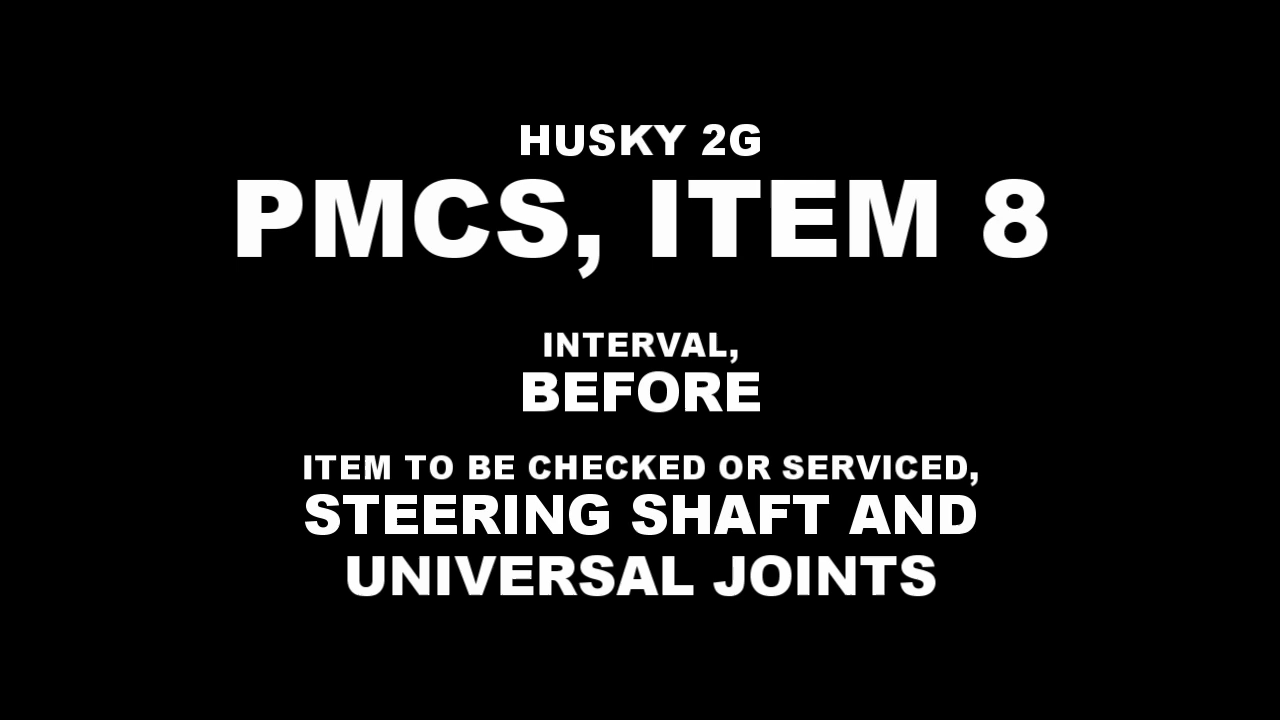 HUSKY 2G
PMCS, ITEM 8
INTERVAL,
BEFORE
ITEM TO BE CHECKED OR SERVICED,
STEERING SHAFT AND
UNIVERSAL JOINTS